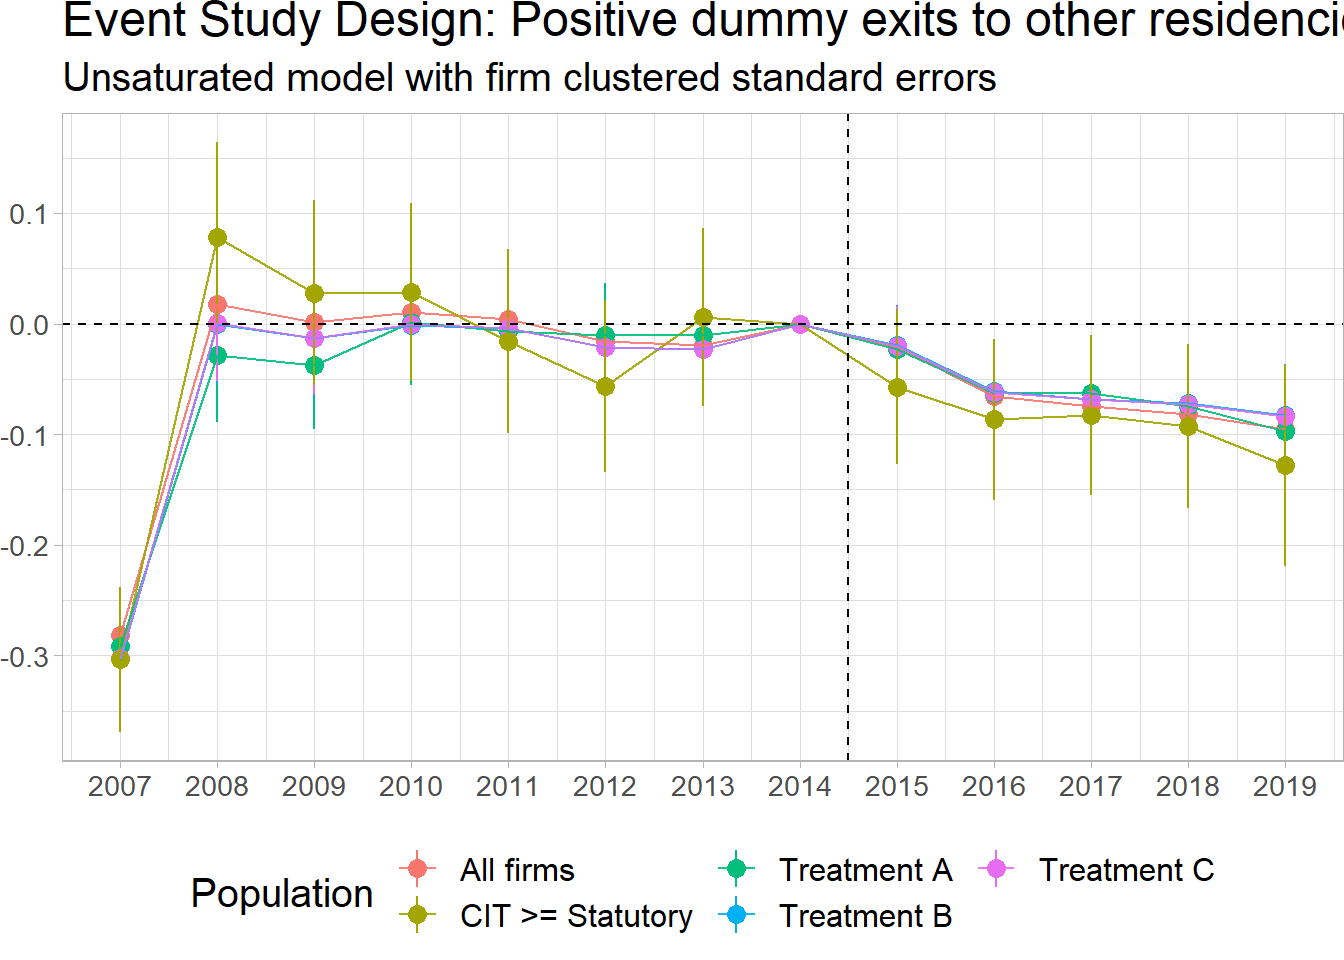 Event Study Design: Positive dummy exits to other residenci
Unsaturated model with firm clustered standard errors
0.1
0.0
-0.1
-0.2
-0.3
2007 2008 2009 2010 2011 2012 2013 2014 2015 2016 2017 2018 2019
Population
All firms Treatment A Treatment C
CIT >= Statutory Treatment B